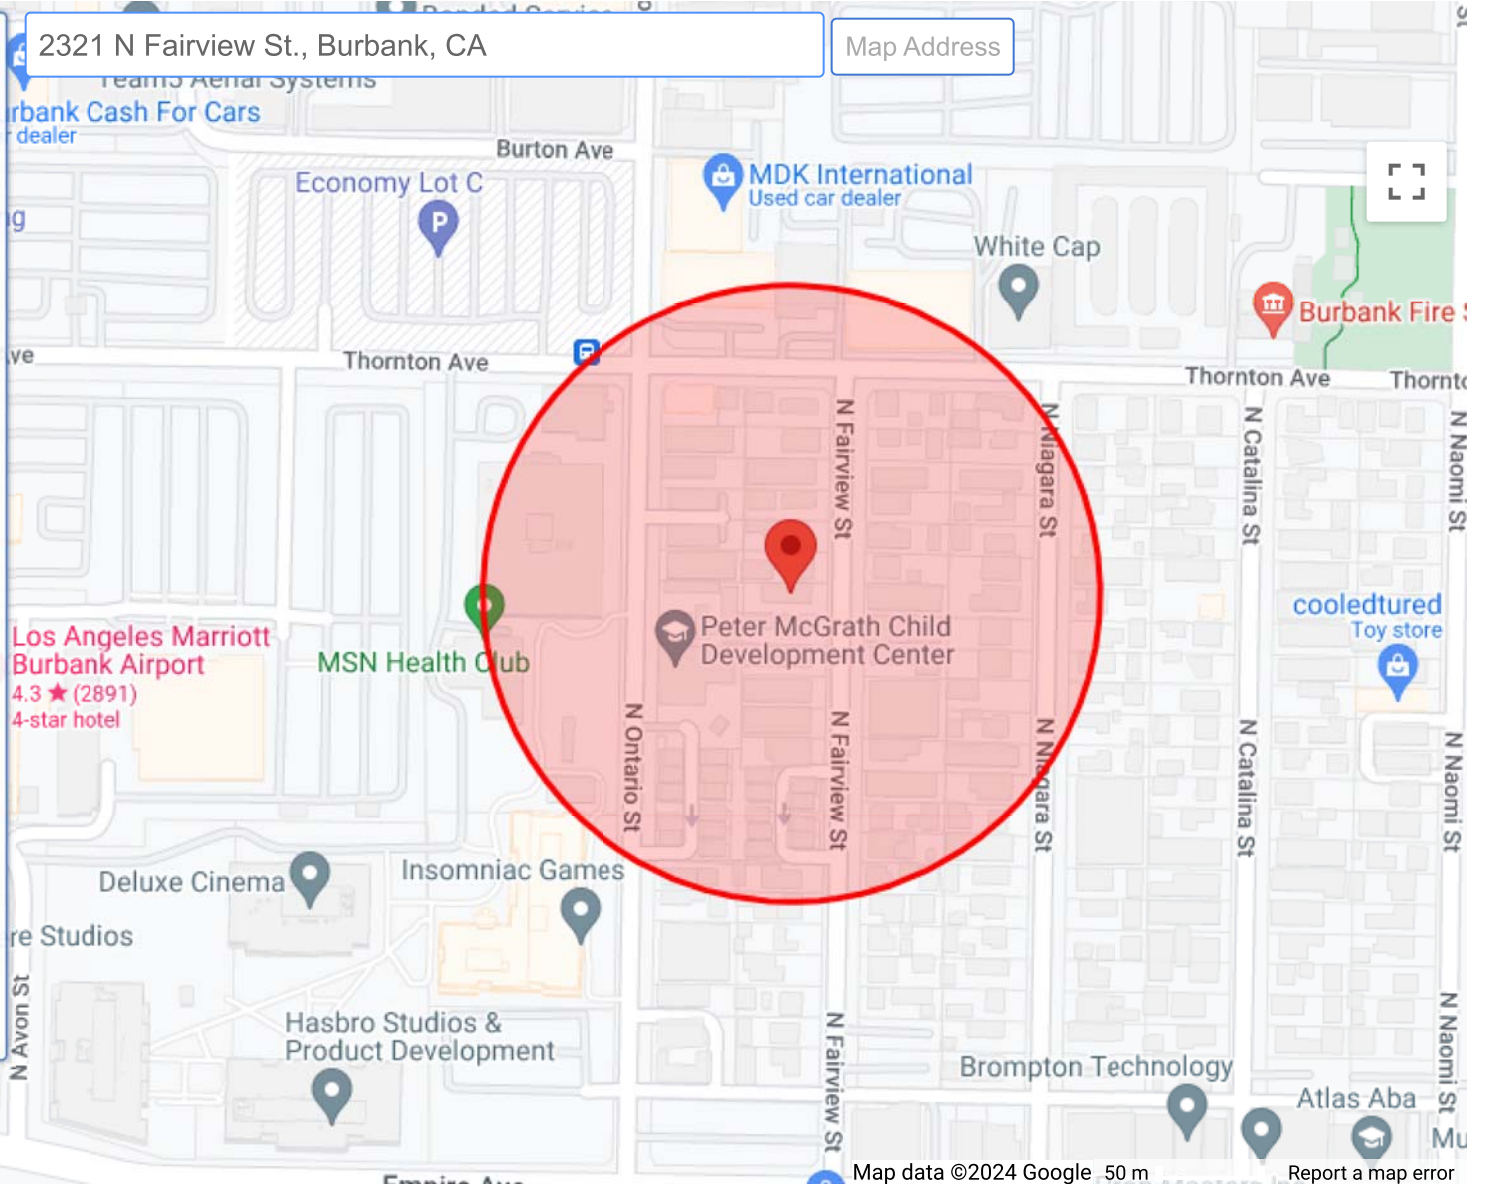 2321 N Fairview St., Burbank, CA
Map Address
Team5 Aerial Systems
rbank Cash For Cars
dealer
Burton Ave
Economy Lot C
P
MDK International
Used car dealer
White Cap
Burbank Fire
Thornton Ave
Thornton Ave
N Fairview St
N Niagara St
N Catalina St
N Naomi St
Los Angeles Marriott
Burbank Airport
4.3 ★ (2891)
4-star hotel
MSN Health Club
Peter McGrath Child
Development Center
cooledtured
Toy store
N Ontario St
N Fairview St
N Niagara St
N Catalina St
N Naomi St
Deluxe Cinema
Insomniac Games
re Studios
N Avon St
Hasbro Studios &
Product Development
N Fairview St
N Naomi St
Brompton Technology
Atlas Aba
Mu
Empire Ave
Map data ©2024 Google
50 m
Report a map error